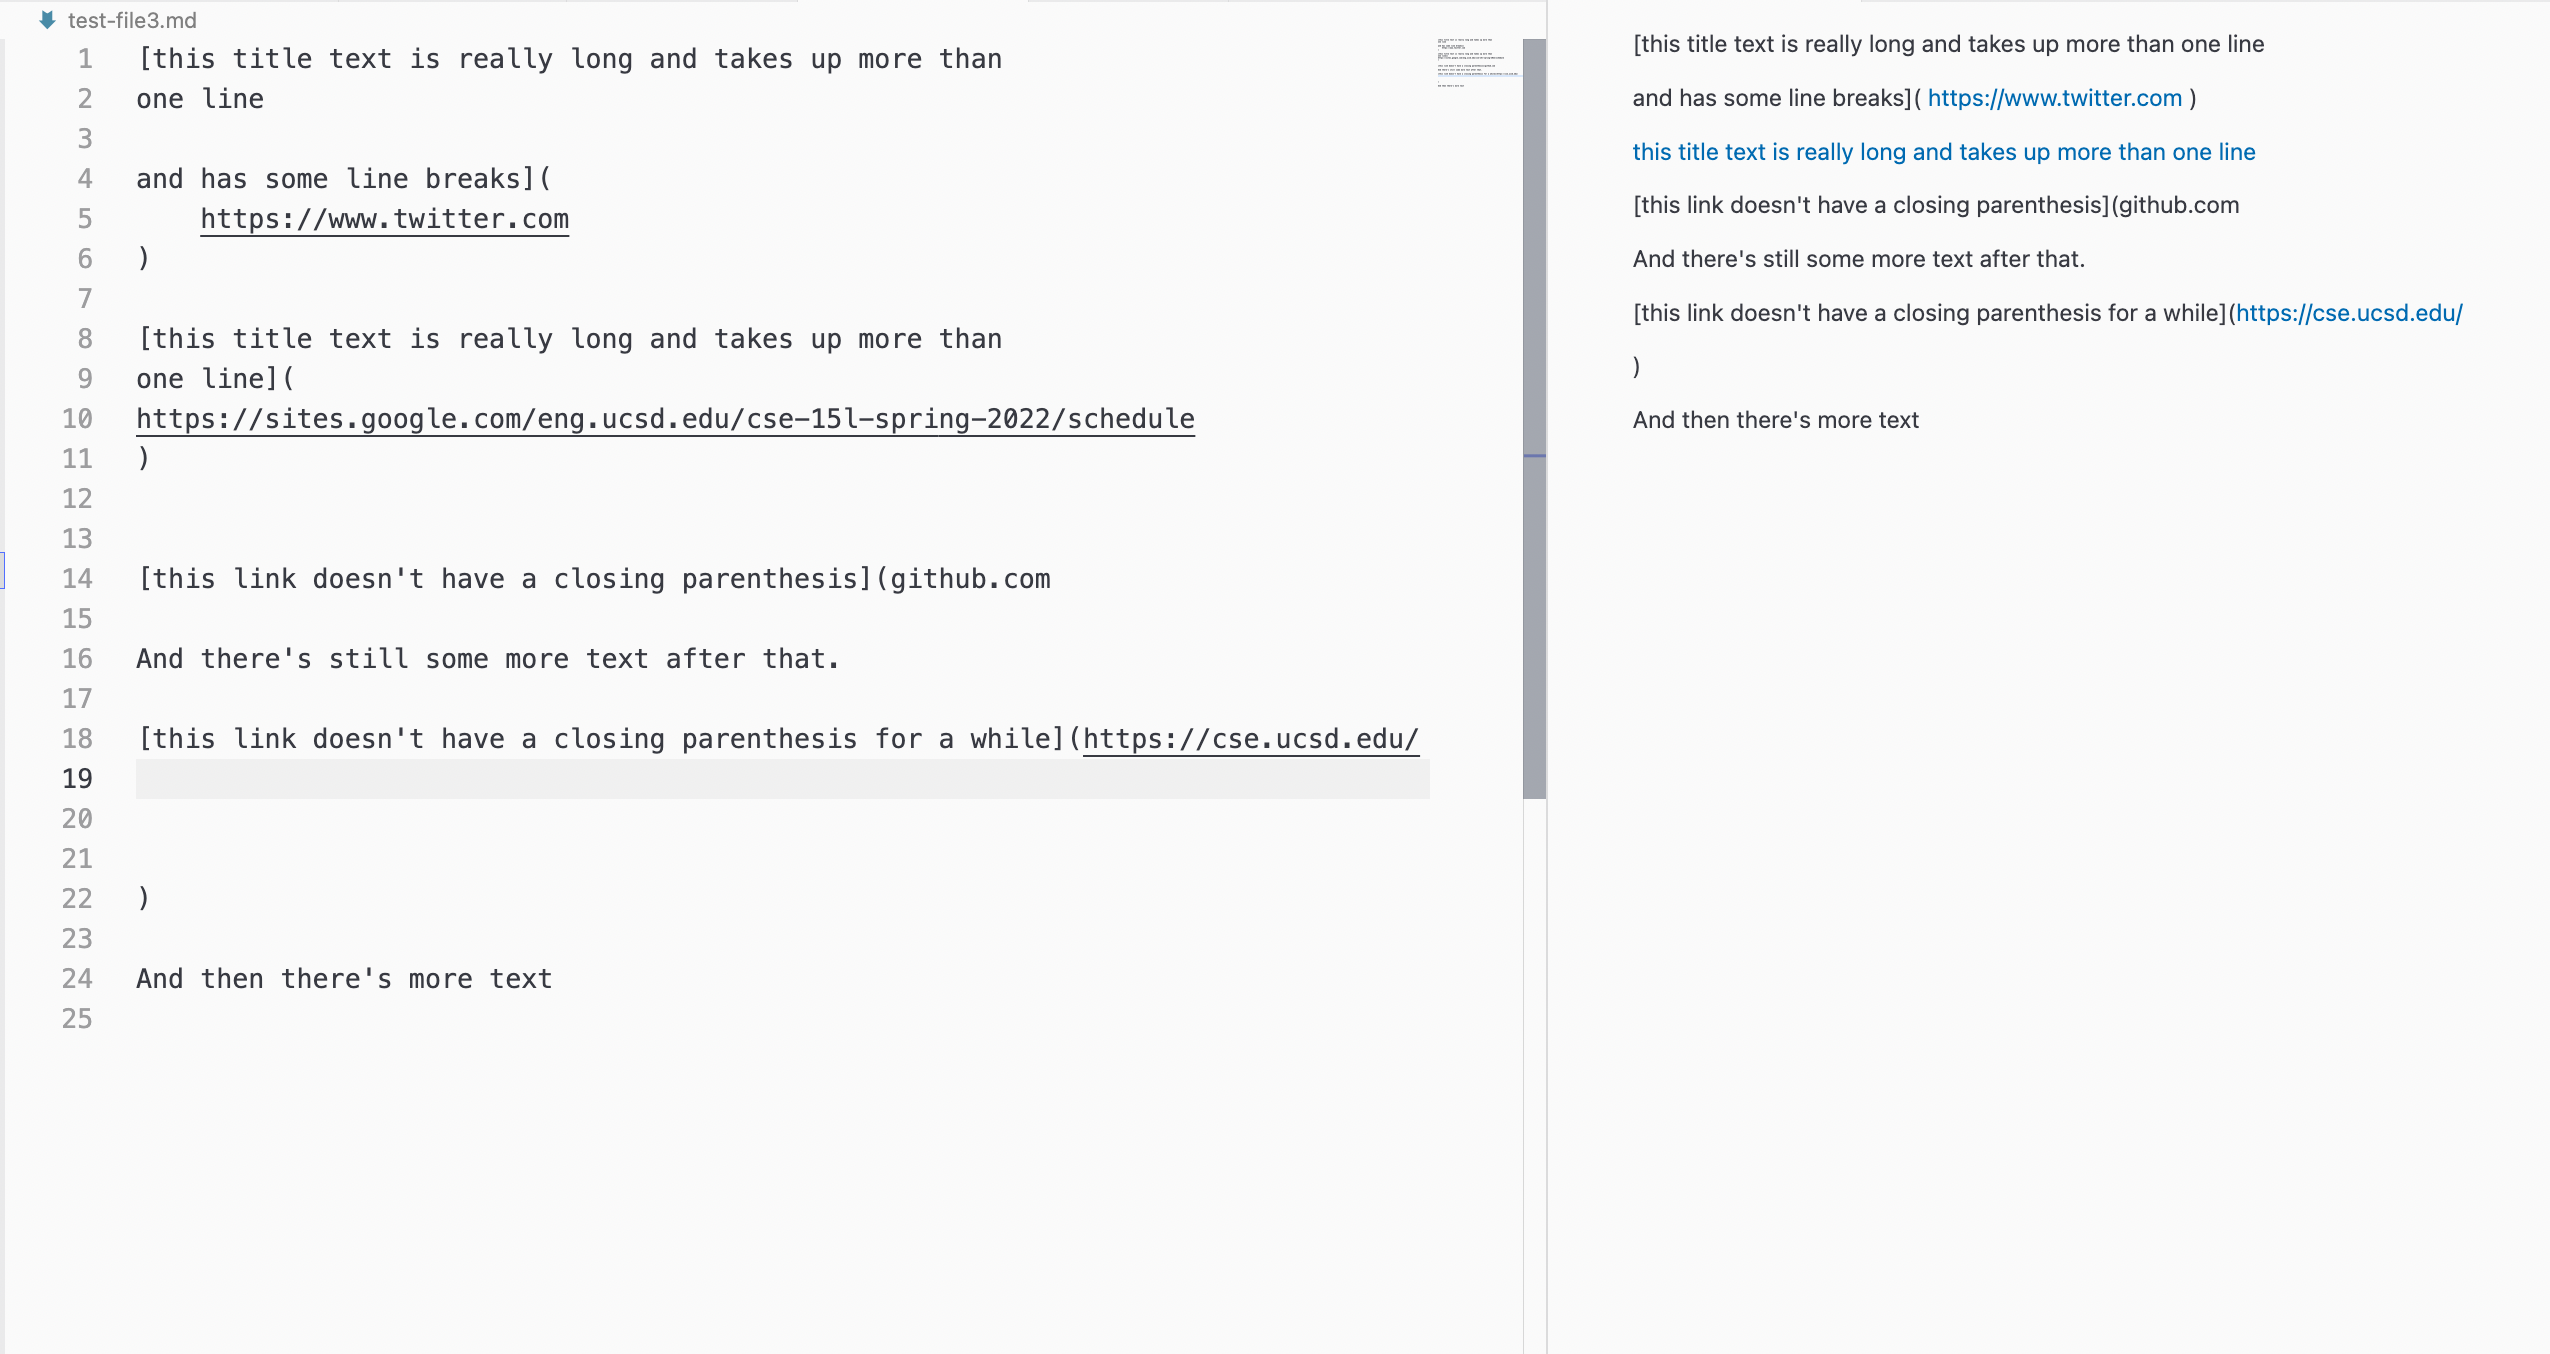 test-file3.md
1 [this title text is really long and takes up more than
2 one line
3
4 and has some line breaks](
5     https://www.twitter.com
6 )
7
8 [this title text is really long and takes up more than
9 one line](
10 https://sites.google.com/eng.ucsd.edu/cse-15l-spring-2022/schedule
11 )
12
13
14 [this link doesn't have a closing parenthesis](github.com
15
16 And there's still some more text after that.
17
18 [this link doesn't have a closing parenthesis for a while](https://cse.ucsd.edu/
19
20
21
22 )
23
24 And then there's more text
25
[this title text is really long and takes up more than one line
and has some line breaks]( https://www.twitter.com )
this title text is really long and takes up more than one line
[this link doesn't have a closing parenthesis](github.com
And there's still some more text after that.
[this link doesn't have a closing parenthesis for a while](https://cse.ucsd.edu/
)
And then there's more text